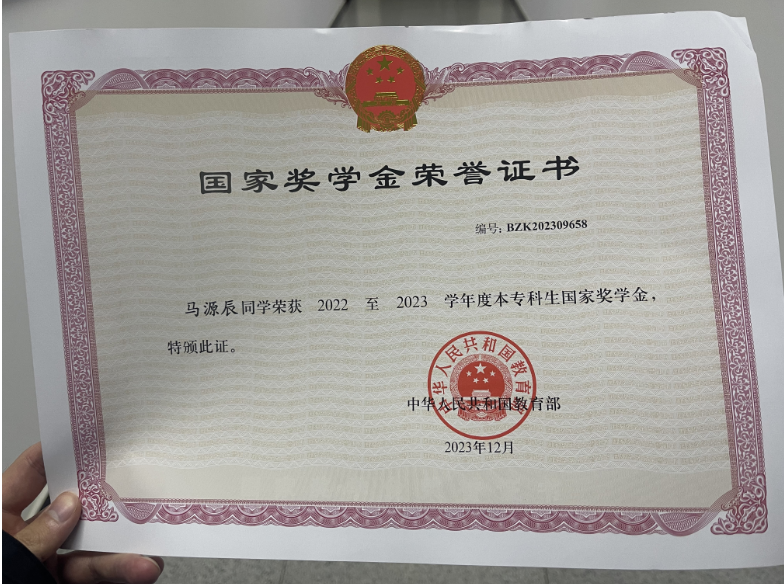 国家奖学金荣誉证书
编号：BZK202309658
马源辰同学荣获 2022 至 2023 学年度本专科生国家奖学金，
特颁此证。
中华人民共和国教育部
中华人民共和国教育部
2023年12月